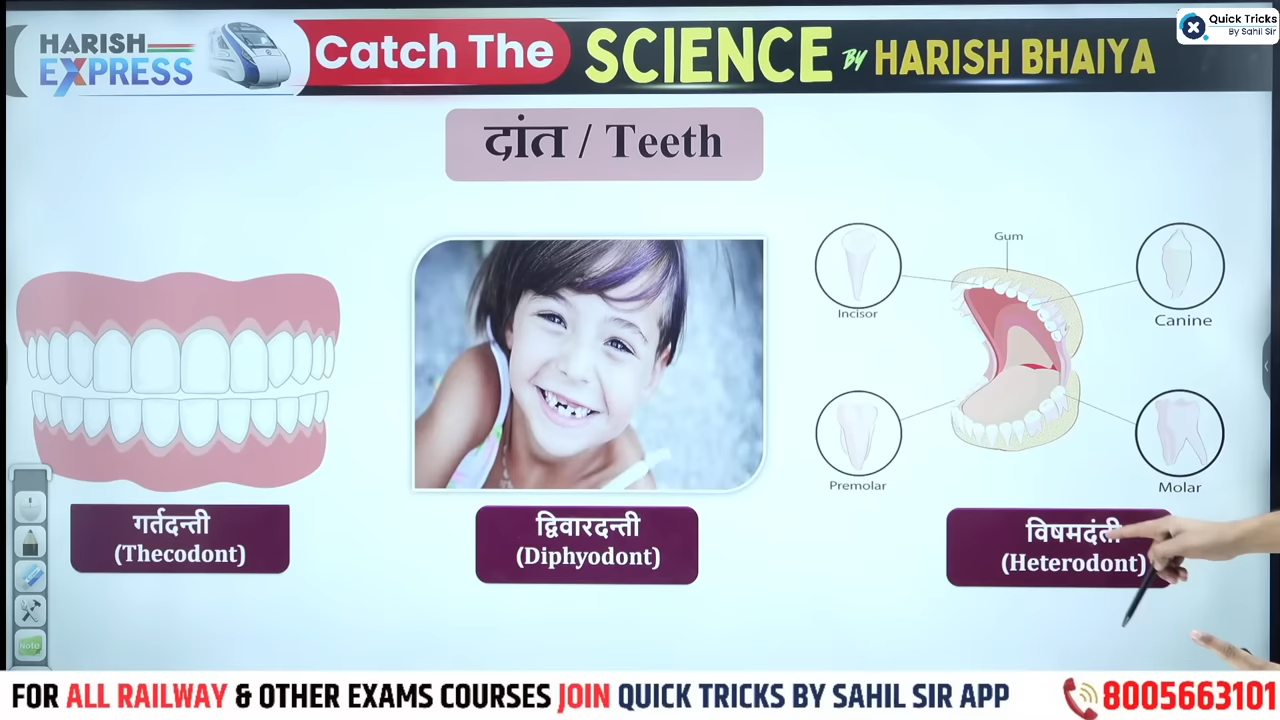 HARISH
EXPRESS
Catch The
SCIENCE
BY
HARISH BHAIYA
Quick Tricks
By Sahil Sir
दांत / Teeth
Gum
Incisor
Canine
Premolar
Molar
गर्तदन्ती
(Thecodont)
द्विवारदन्ती
(Diphyodont)
विषमदंती
(Heterodont)
Note
FOR ALL RAILWAY & OTHER EXAMS COURSES JOIN QUICK TRICKS BY SAHIL SIR APP
8005663101